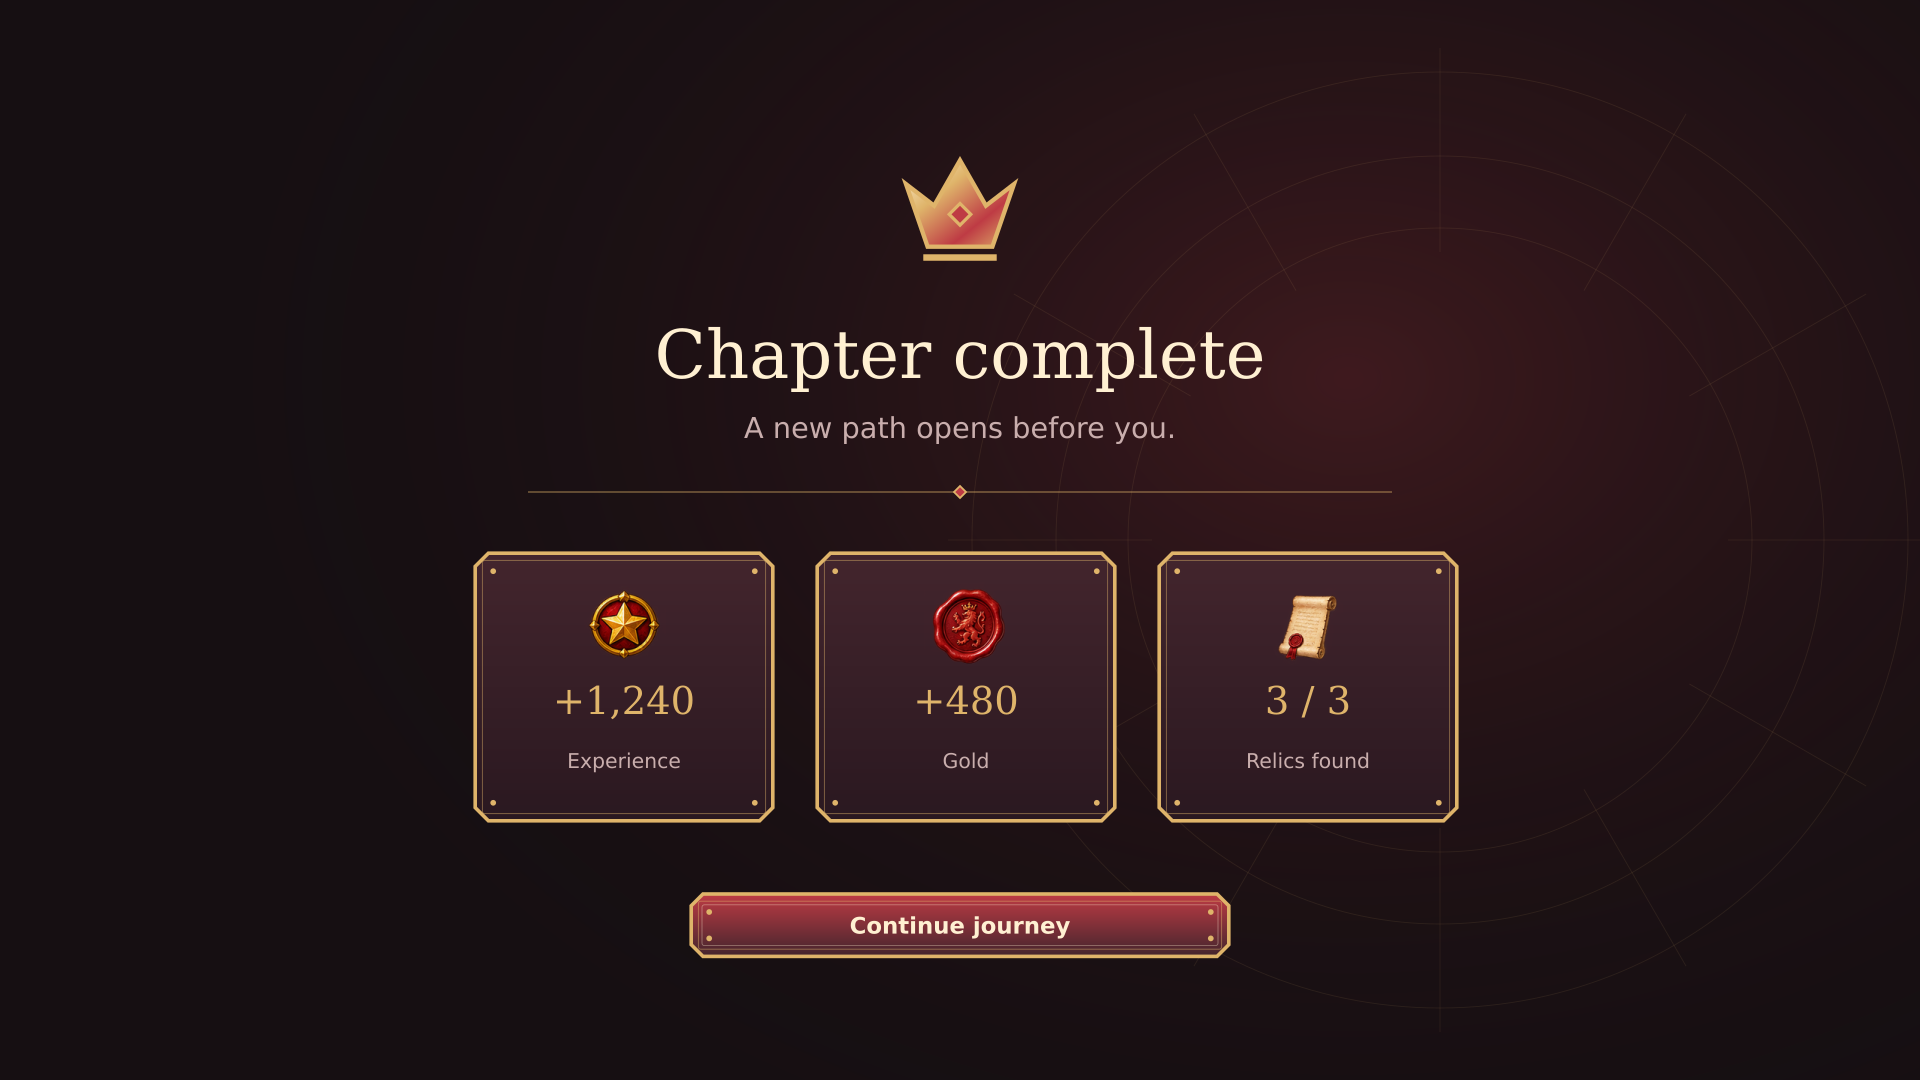 Chapter complete
A new path opens before you.
+1,240
Experience
+480
Gold
3 / 3
Relics found
Continue journey